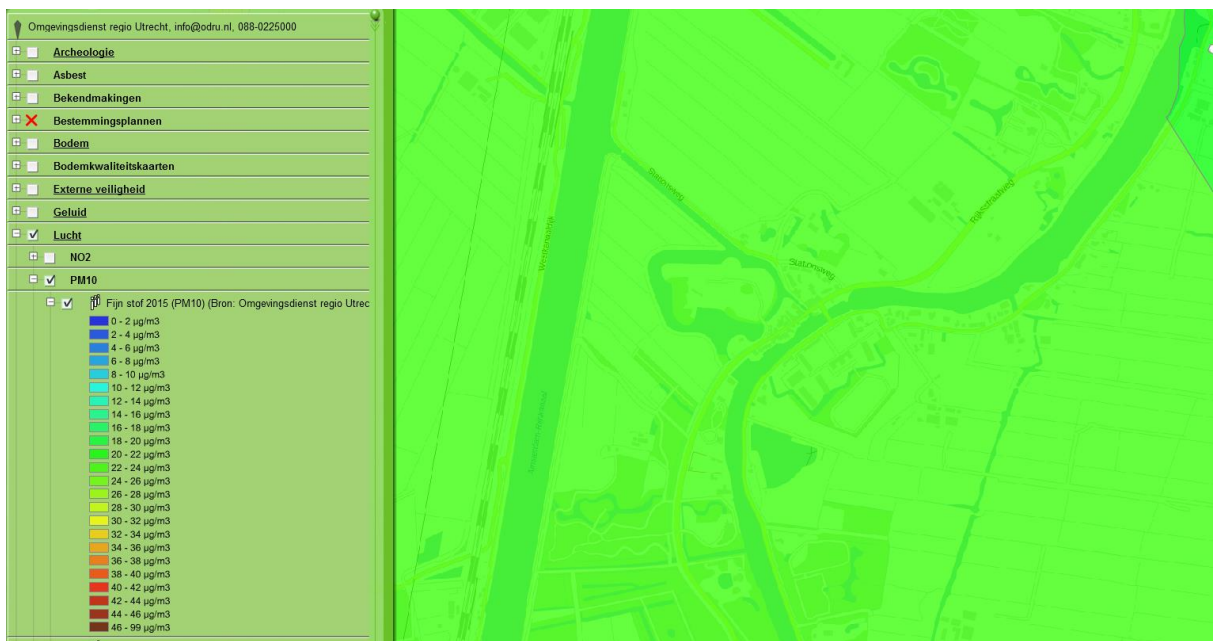 Omgevingsdienst regio Utrecht, info@odru.nl, 088-0225000
Archeologie
Asbest
Bekendmakingen
Bestemmingsplannen
Bodem
Bodemkwaliteitskaarten
Externe veiligheid
Geluid
Lucht
NO2
PM10
Fijn stof 2015 (PM10) (Bron: Omgevingsdienst regio Utrec
0 - 2 µg/m3
2 - 4 µg/m3
4 - 6 µg/m3
6 - 8 µg/m3
8 - 10 µg/m3
10 - 12 µg/m3
12 - 14 µg/m3
14 - 16 µg/m3
16 - 18 µg/m3
18 - 20 µg/m3
20 - 22 µg/m3
22 - 24 µg/m3
24 - 26 µg/m3
26 - 28 µg/m3
28 - 30 µg/m3
30 - 32 µg/m3
32 - 34 µg/m3
34 - 36 µg/m3
36 - 38 µg/m3
38 - 40 µg/m3
40 - 42 µg/m3
42 - 44 µg/m3
44 - 46 µg/m3
46 - 99 µg/m3
Stationsweg
Rijksstraatweg
Westkanaaldijk
Stationsweg